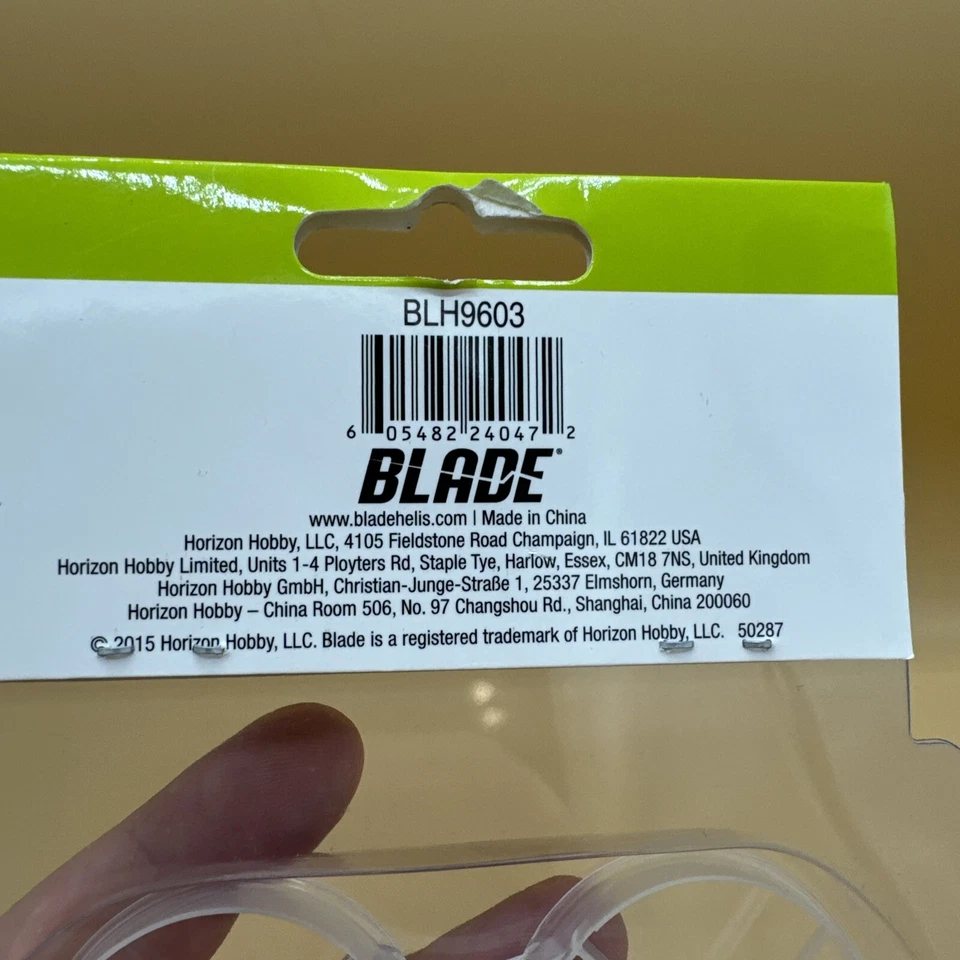 BLH9603
6 05482 24047 2
BLADE®
www.bladehelis.com | Made in China
Horizon Hobby, LLC, 4105 Fieldstone Road Champaign, IL 61822 USA
Horizon Hobby Limited, Units 1-4 Ployters Rd, Staple Tye, Harlow, Essex, CM18 7NS, United Kingdom
Horizon Hobby GmbH, Christian-Junge-Straße 1, 25337 Elmshorn, Germany
Horizon Hobby – China Room 506, No. 97 Changshou Rd., Shanghai, China 200060
© 2015 Horizon Hobby, LLC. Blade is a registered trademark of Horizon Hobby, LLC. 50287